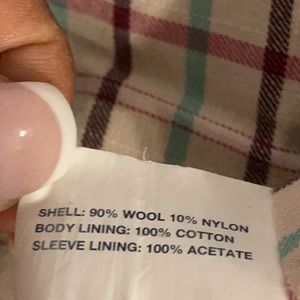 SHELL: 90% WOOL 10% NYLON
BODY LINING: 100% COTTON
SLEEVE LINING: 100% ACETATE